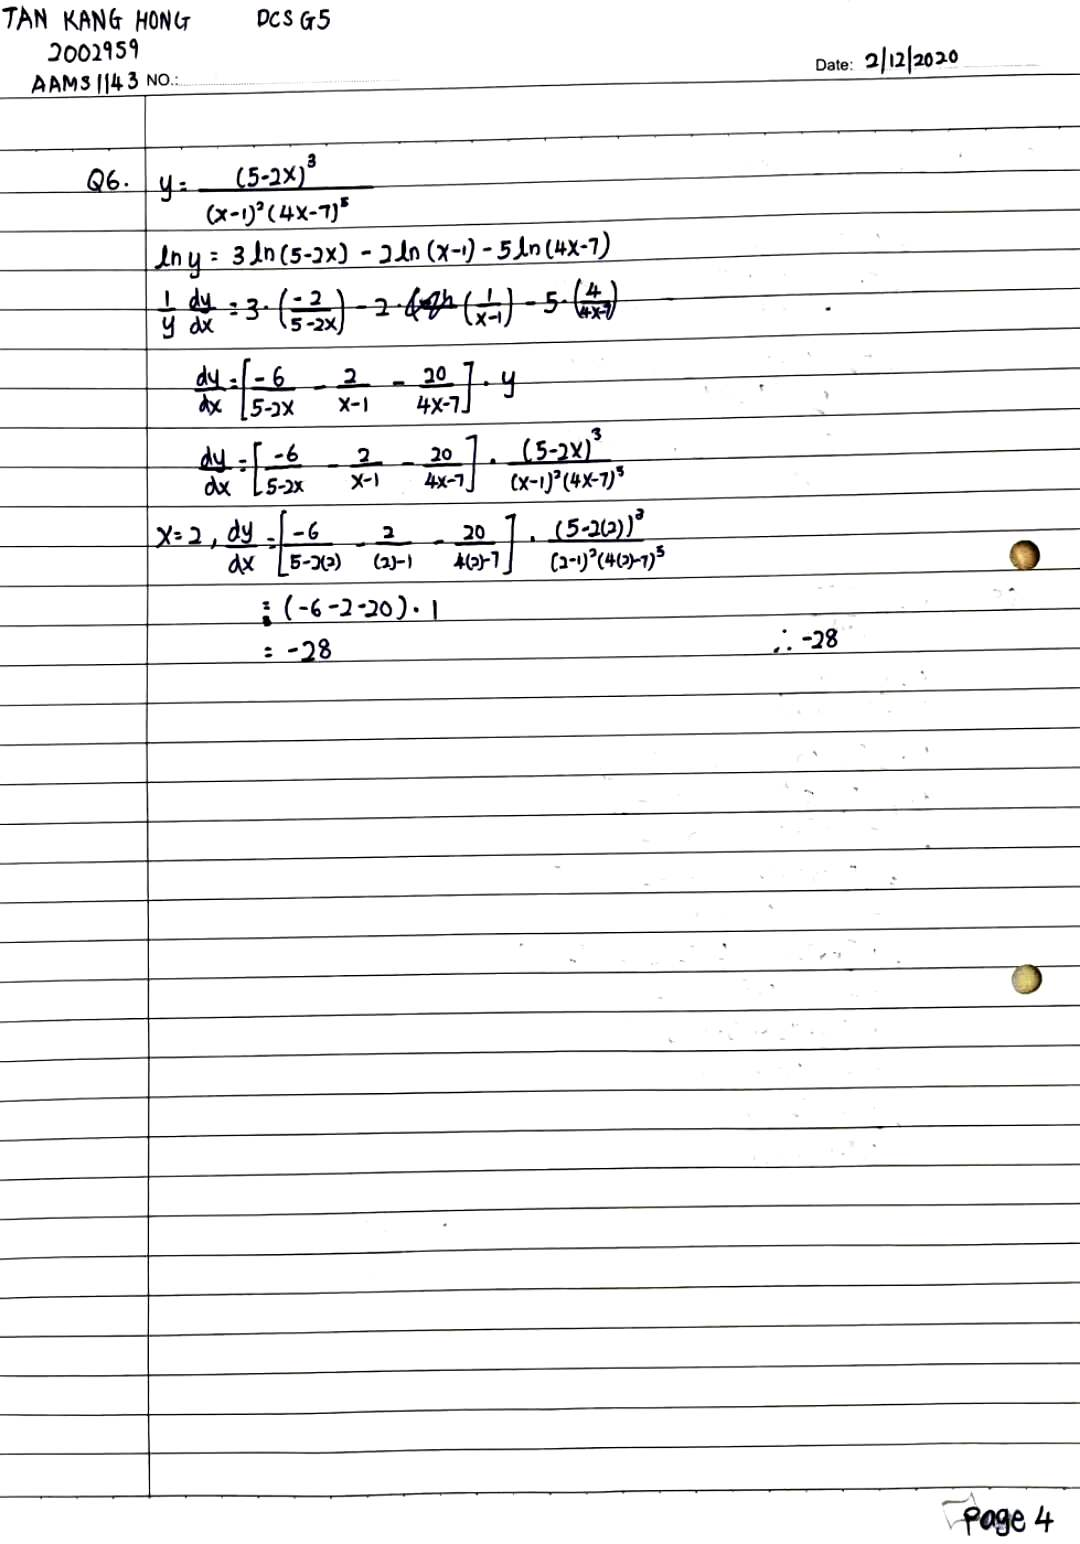 TAN KANG HONG DCS G5
2002959
AAMS1143 NO.: Date: 2/12/2020
Q6. y = (5-2x)³ / (x-1)²(4x-7)⁵
ln y = 3 ln(5-2x) - 2 ln(x-1) - 5 ln(4x-7)
1/y dy/dx = 3·(-2/5-2x) - 2·(1/x-1) - 5·(4/4x-7)
dy/dx = [-6/5-2x - 2/x-1 - 20/4x-7] · y
dy/dx = [-6/5-2x - 2/x-1 - 20/4x-7] · (5-2x)³/(x-1)²(4x-7)⁵
x=2, dy/dx = [-6/5-2(2) - 2/(2)-1 - 20/4(2)-7] · (5-2(2))³/(2-1)²(4(2)-7)⁵
= (-6-2-20)·1
= -28 ∴ -28
Page 4